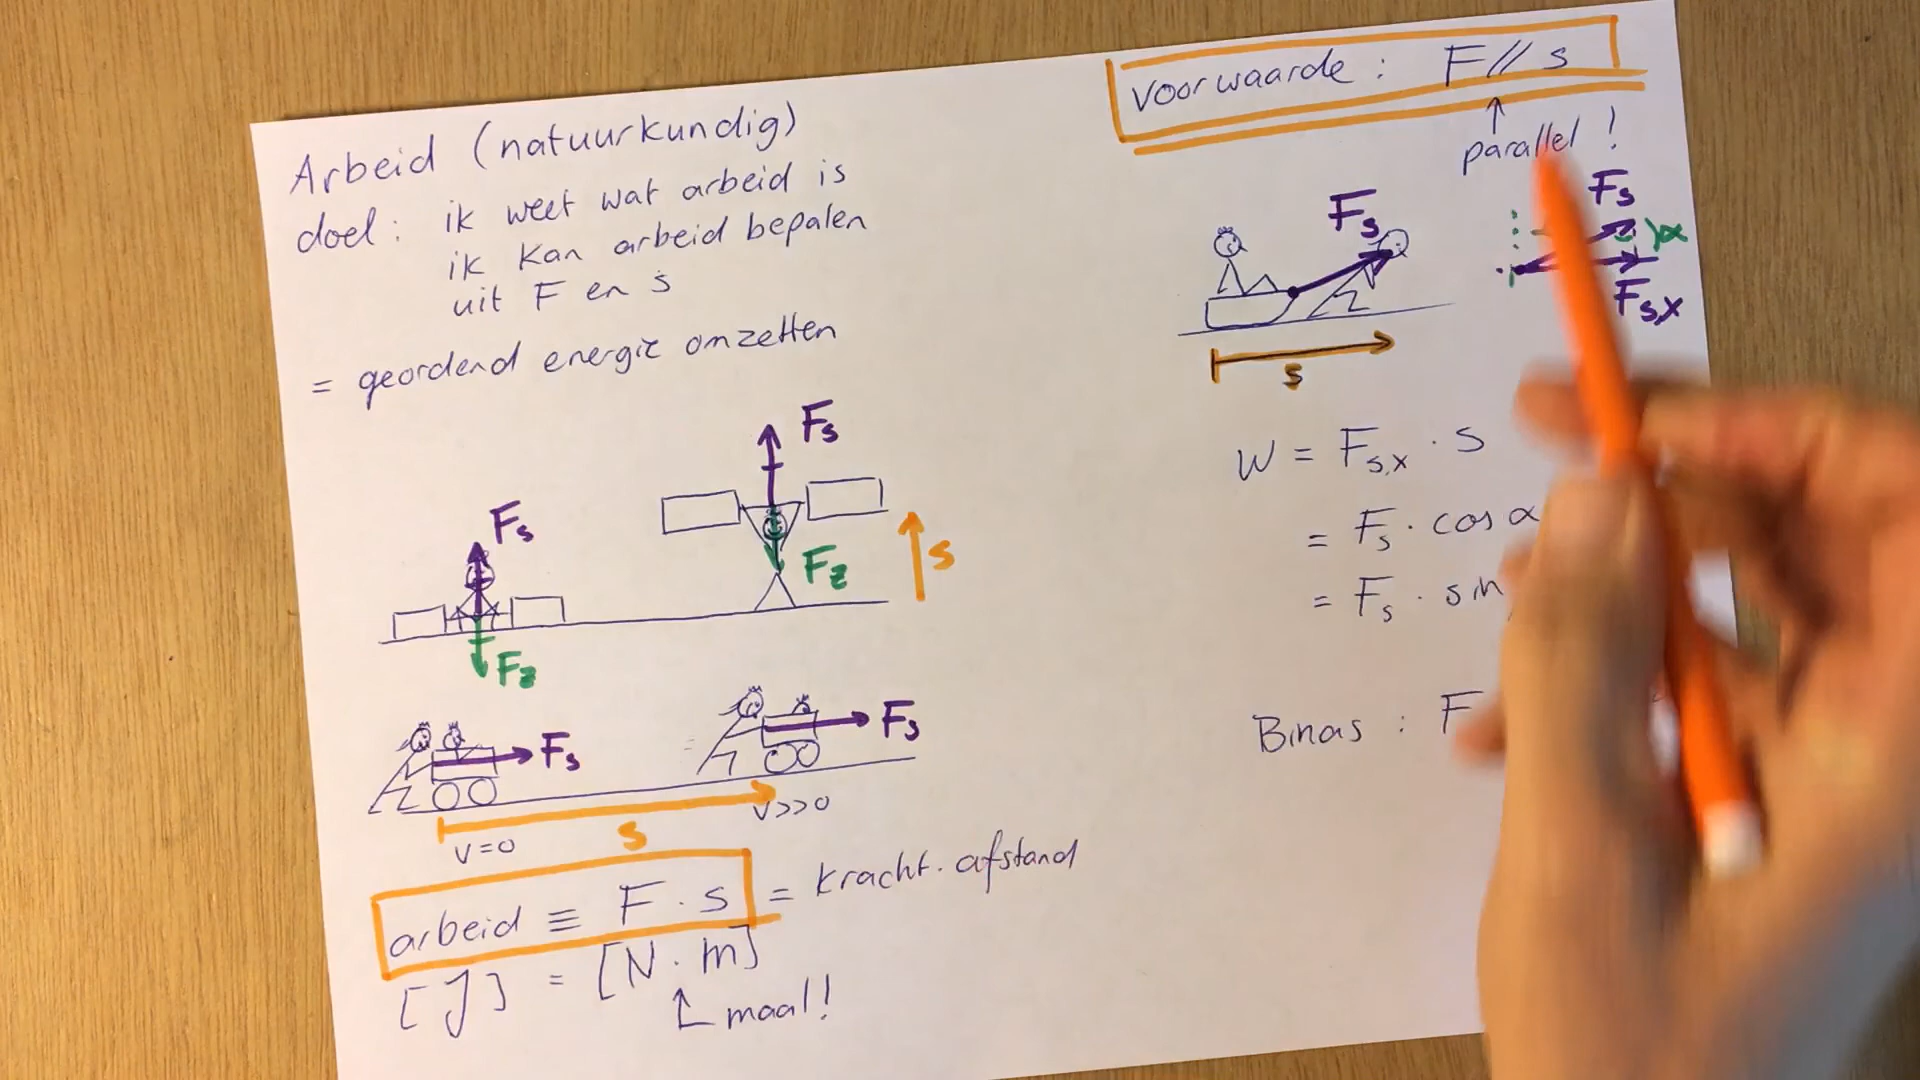 Arbeid (natuurkundig)
doel: ik weet wat arbeid is
ik kan arbeid bepalen
uit F en s
= geordend energie omzetten
Fs
Fz
Fs
Fz
s
Fs
Fs
v=0
s
v>>0
arbeid ≡ F · s = kracht · afstand
[J] = [N · m]
maal!
voorwaarde: F // s
parallel!
Fs
s
Fs
α
Fs,x
W = Fs,x · s
= Fs · cos α
= Fs · sin
Binas: F